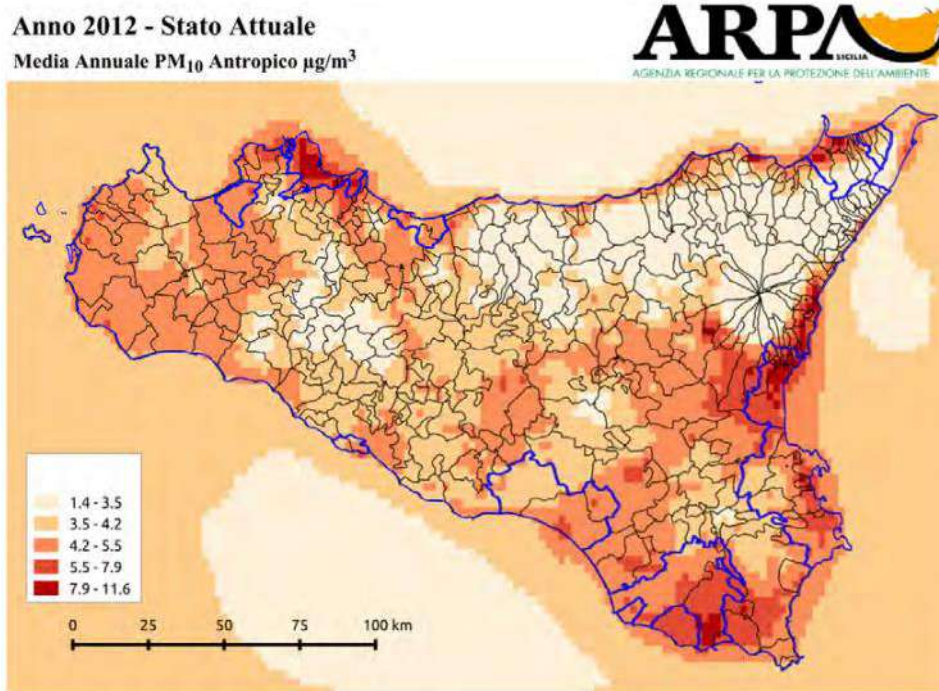 Anno 2012 - Stato Attuale
Media Annuale PM10 Antropico µg/m³
ARPA
SICILIA
AGENZIA REGIONALE PER LA PROTEZIONE DELL'AMBIENTE
1.4 - 3.5
3.5 - 4.2
4.2 - 5.5
5.5 - 7.9
7.9 - 11.6
0 25 50 75 100 km